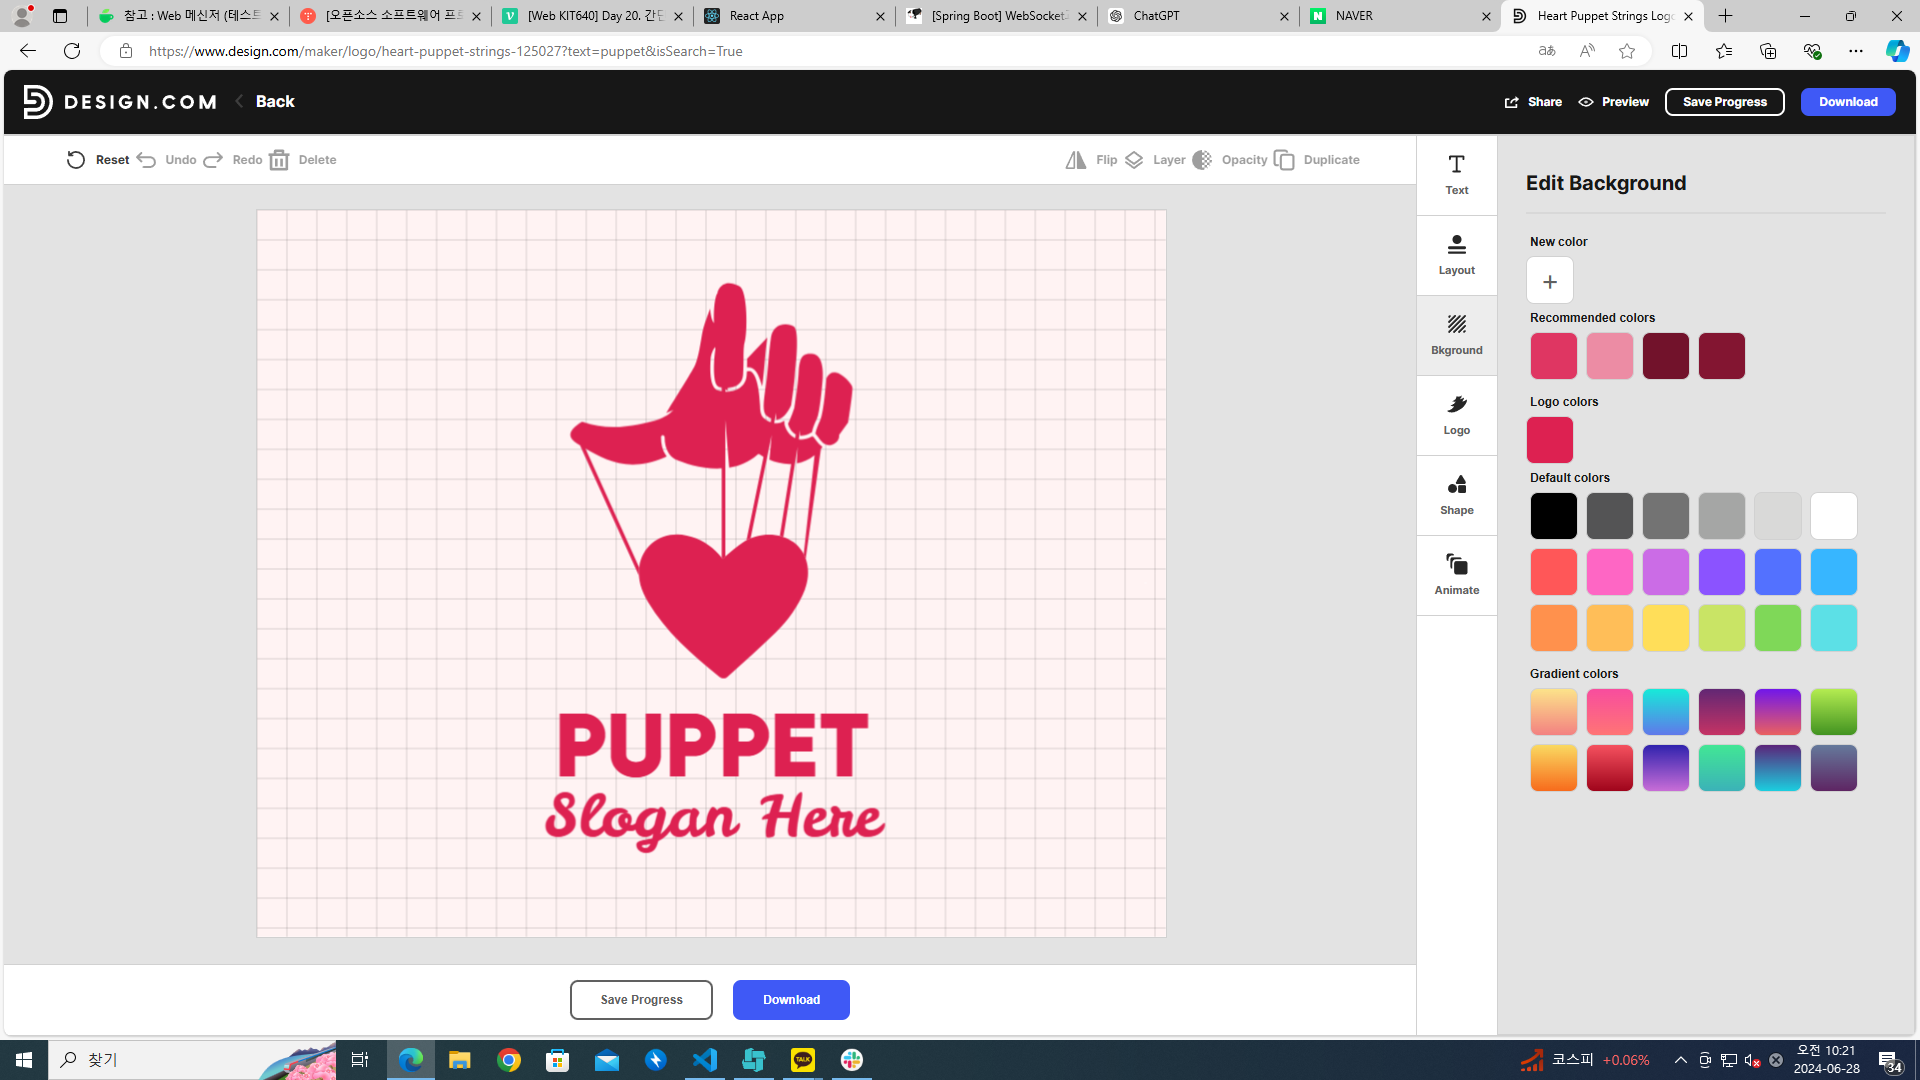 참고 : Web 메신저 (테스트
[오픈소스 소프트웨어 프로
[Web KIT640] Day 20. 간단
React App
[Spring Boot] WebSocket
ChatGPT
NAVER
Heart Puppet Strings Logo
https://www.design.com/maker/logo/heart-puppet-strings-125027?text=puppet&isSearch=True
DESIGN.COM
Back
Share
Preview
Save Progress
Download
Reset
Undo
Redo
Delete
Flip
Layer
Opacity
Duplicate
Text
Layout
Bkground
Logo
Shape
Animate
Edit Background
New color
Recommended colors
Logo colors
Default colors
Gradient colors
PUPPET
Slogan Here
Save Progress
Download
찾기
TALK
코스피 +0.06%
오전 10:21
2024-06-28
34